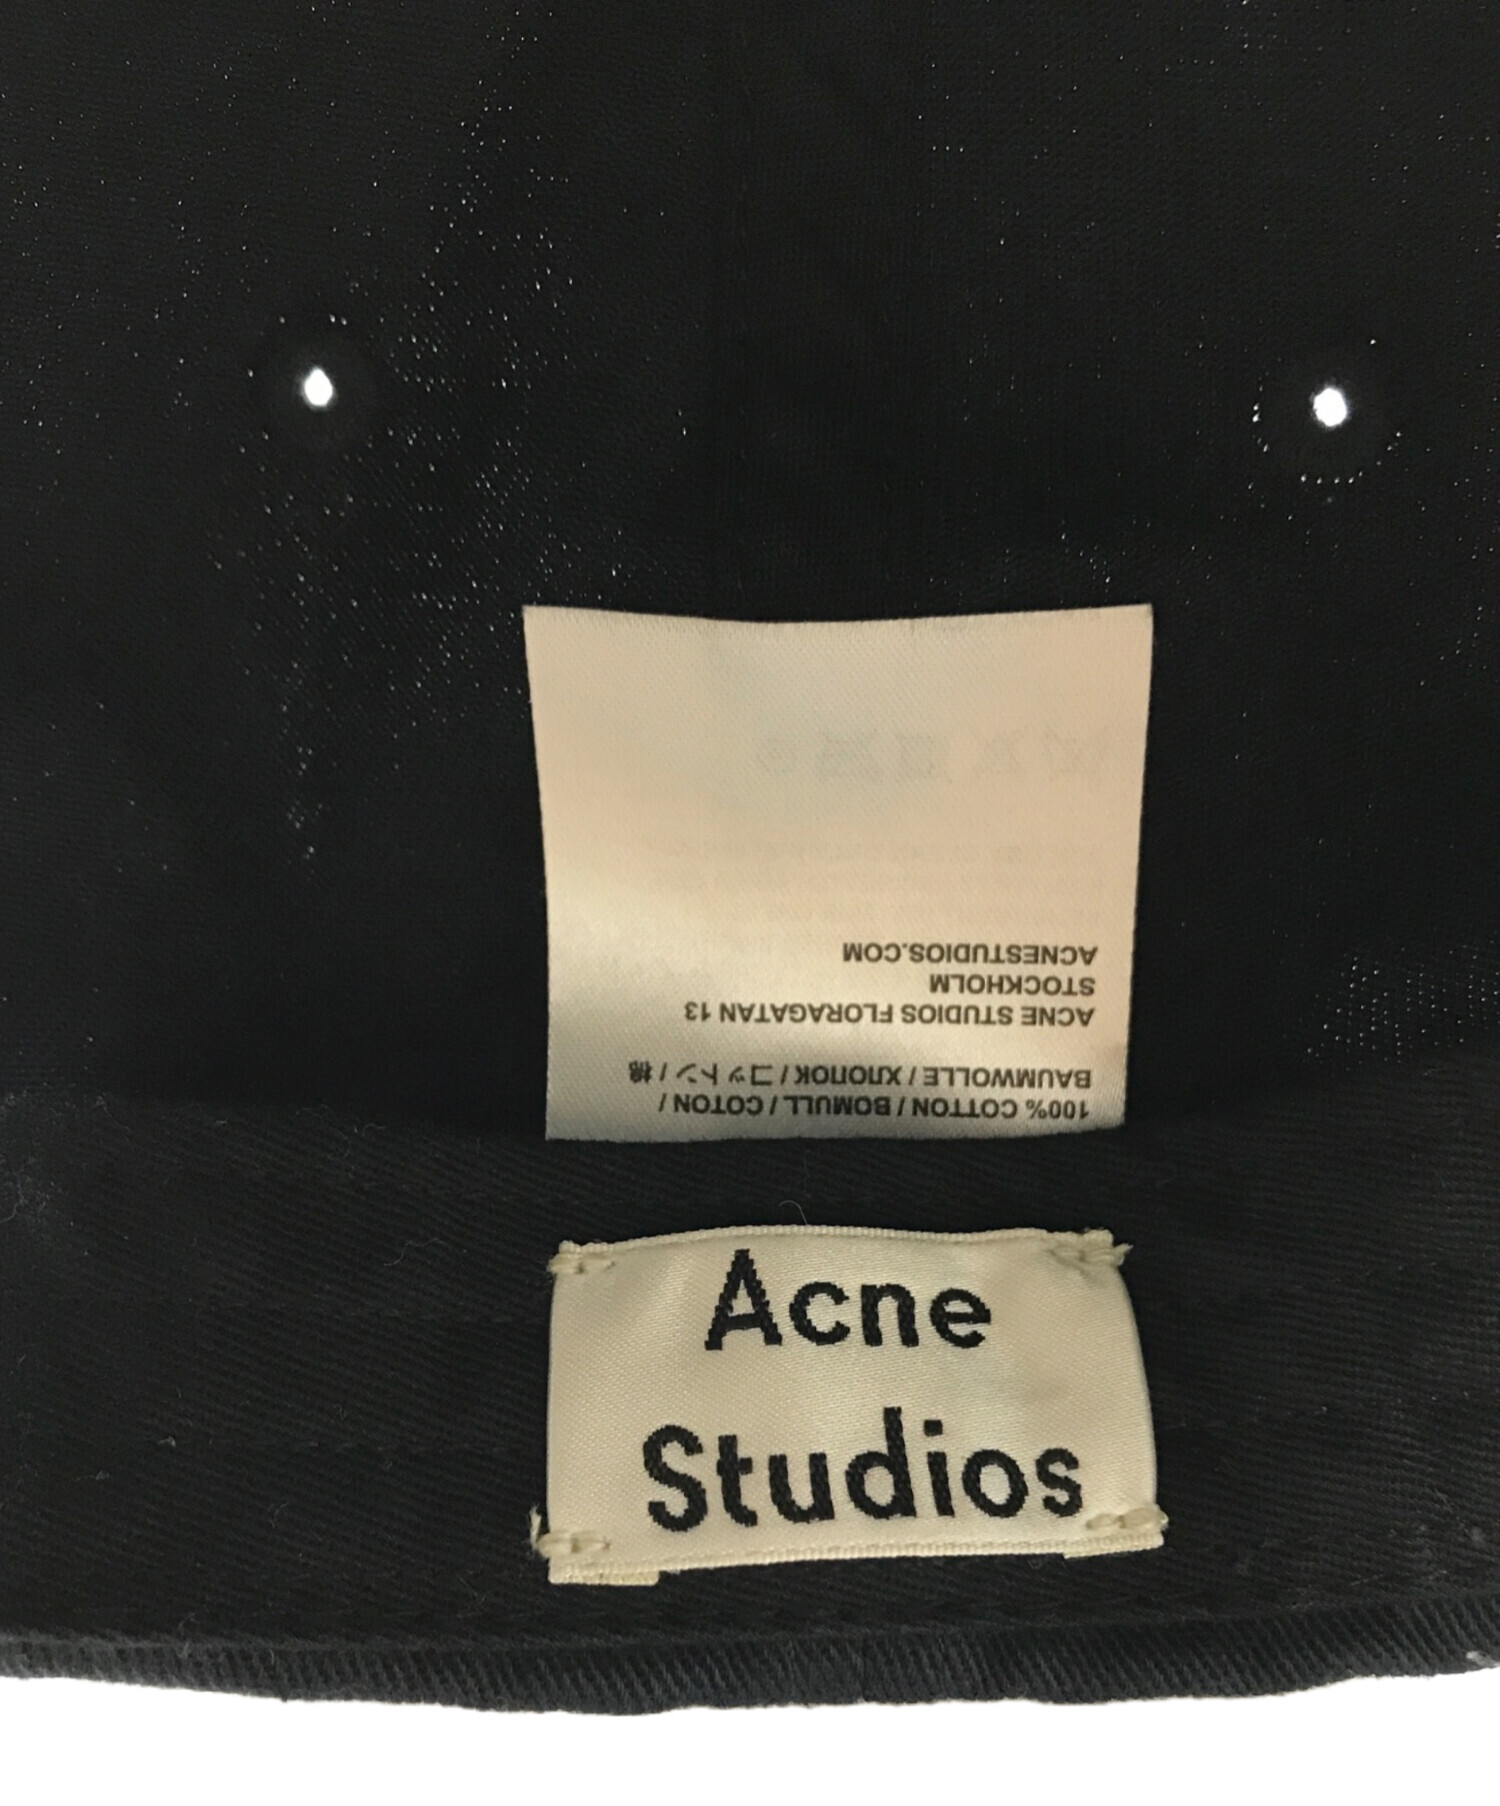 100% COTTON / BOMULL / COTON /
BAUMWOLLE / ХЛОПОК / コットン / 棉
ACNE STUDIOS FLORAGATAN 13
STOCKHOLM
ACNESTUDIOS.COM
Acne
Studios